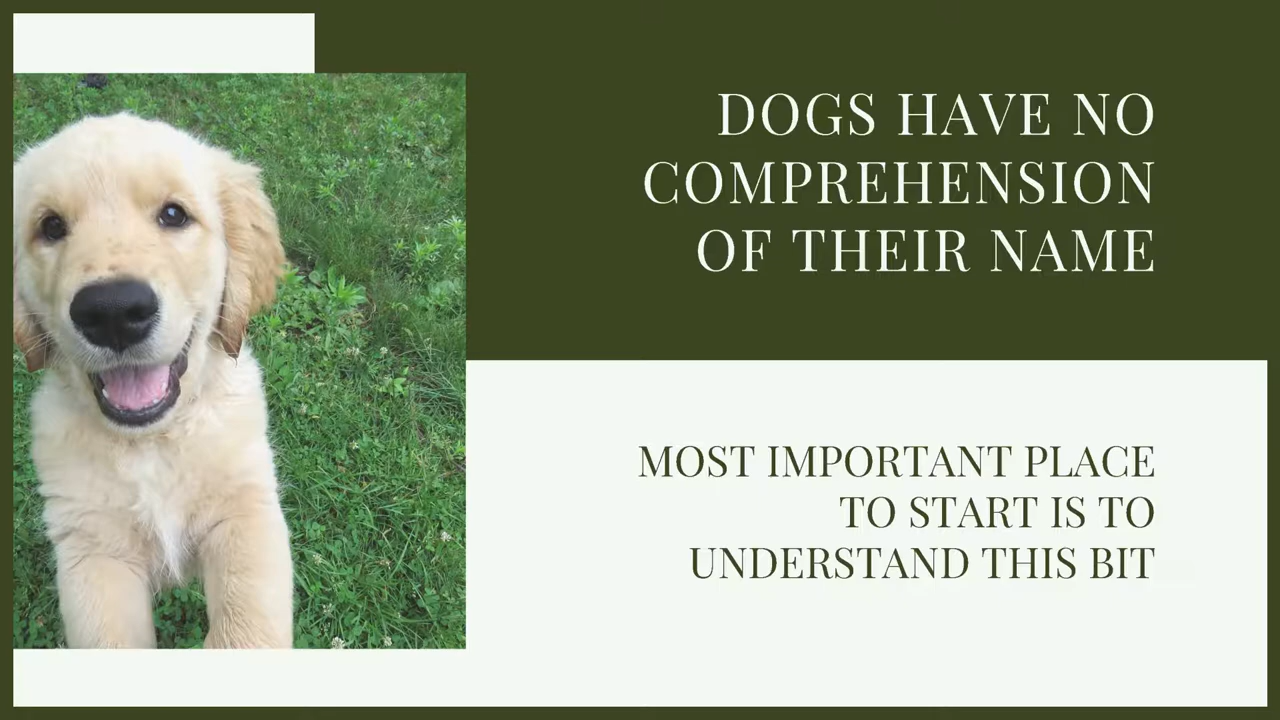 DOGS HAVE NO
COMPREHENSION
OF THEIR NAME
MOST IMPORTANT PLACE
TO START IS TO
UNDERSTAND THIS BIT